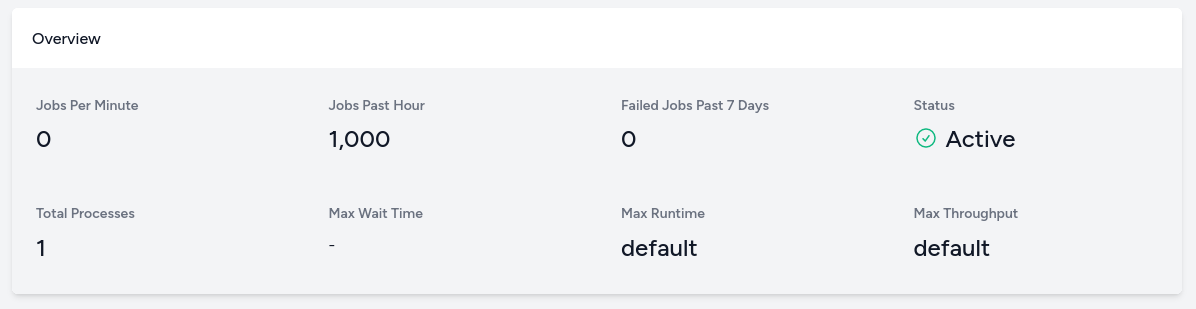 Overview
Jobs Per Minute
Jobs Past Hour
Failed Jobs Past 7 Days
Status
0
1,000
0
Active
Total Processes
Max Wait Time
Max Runtime
Max Throughput
1
-
default
default